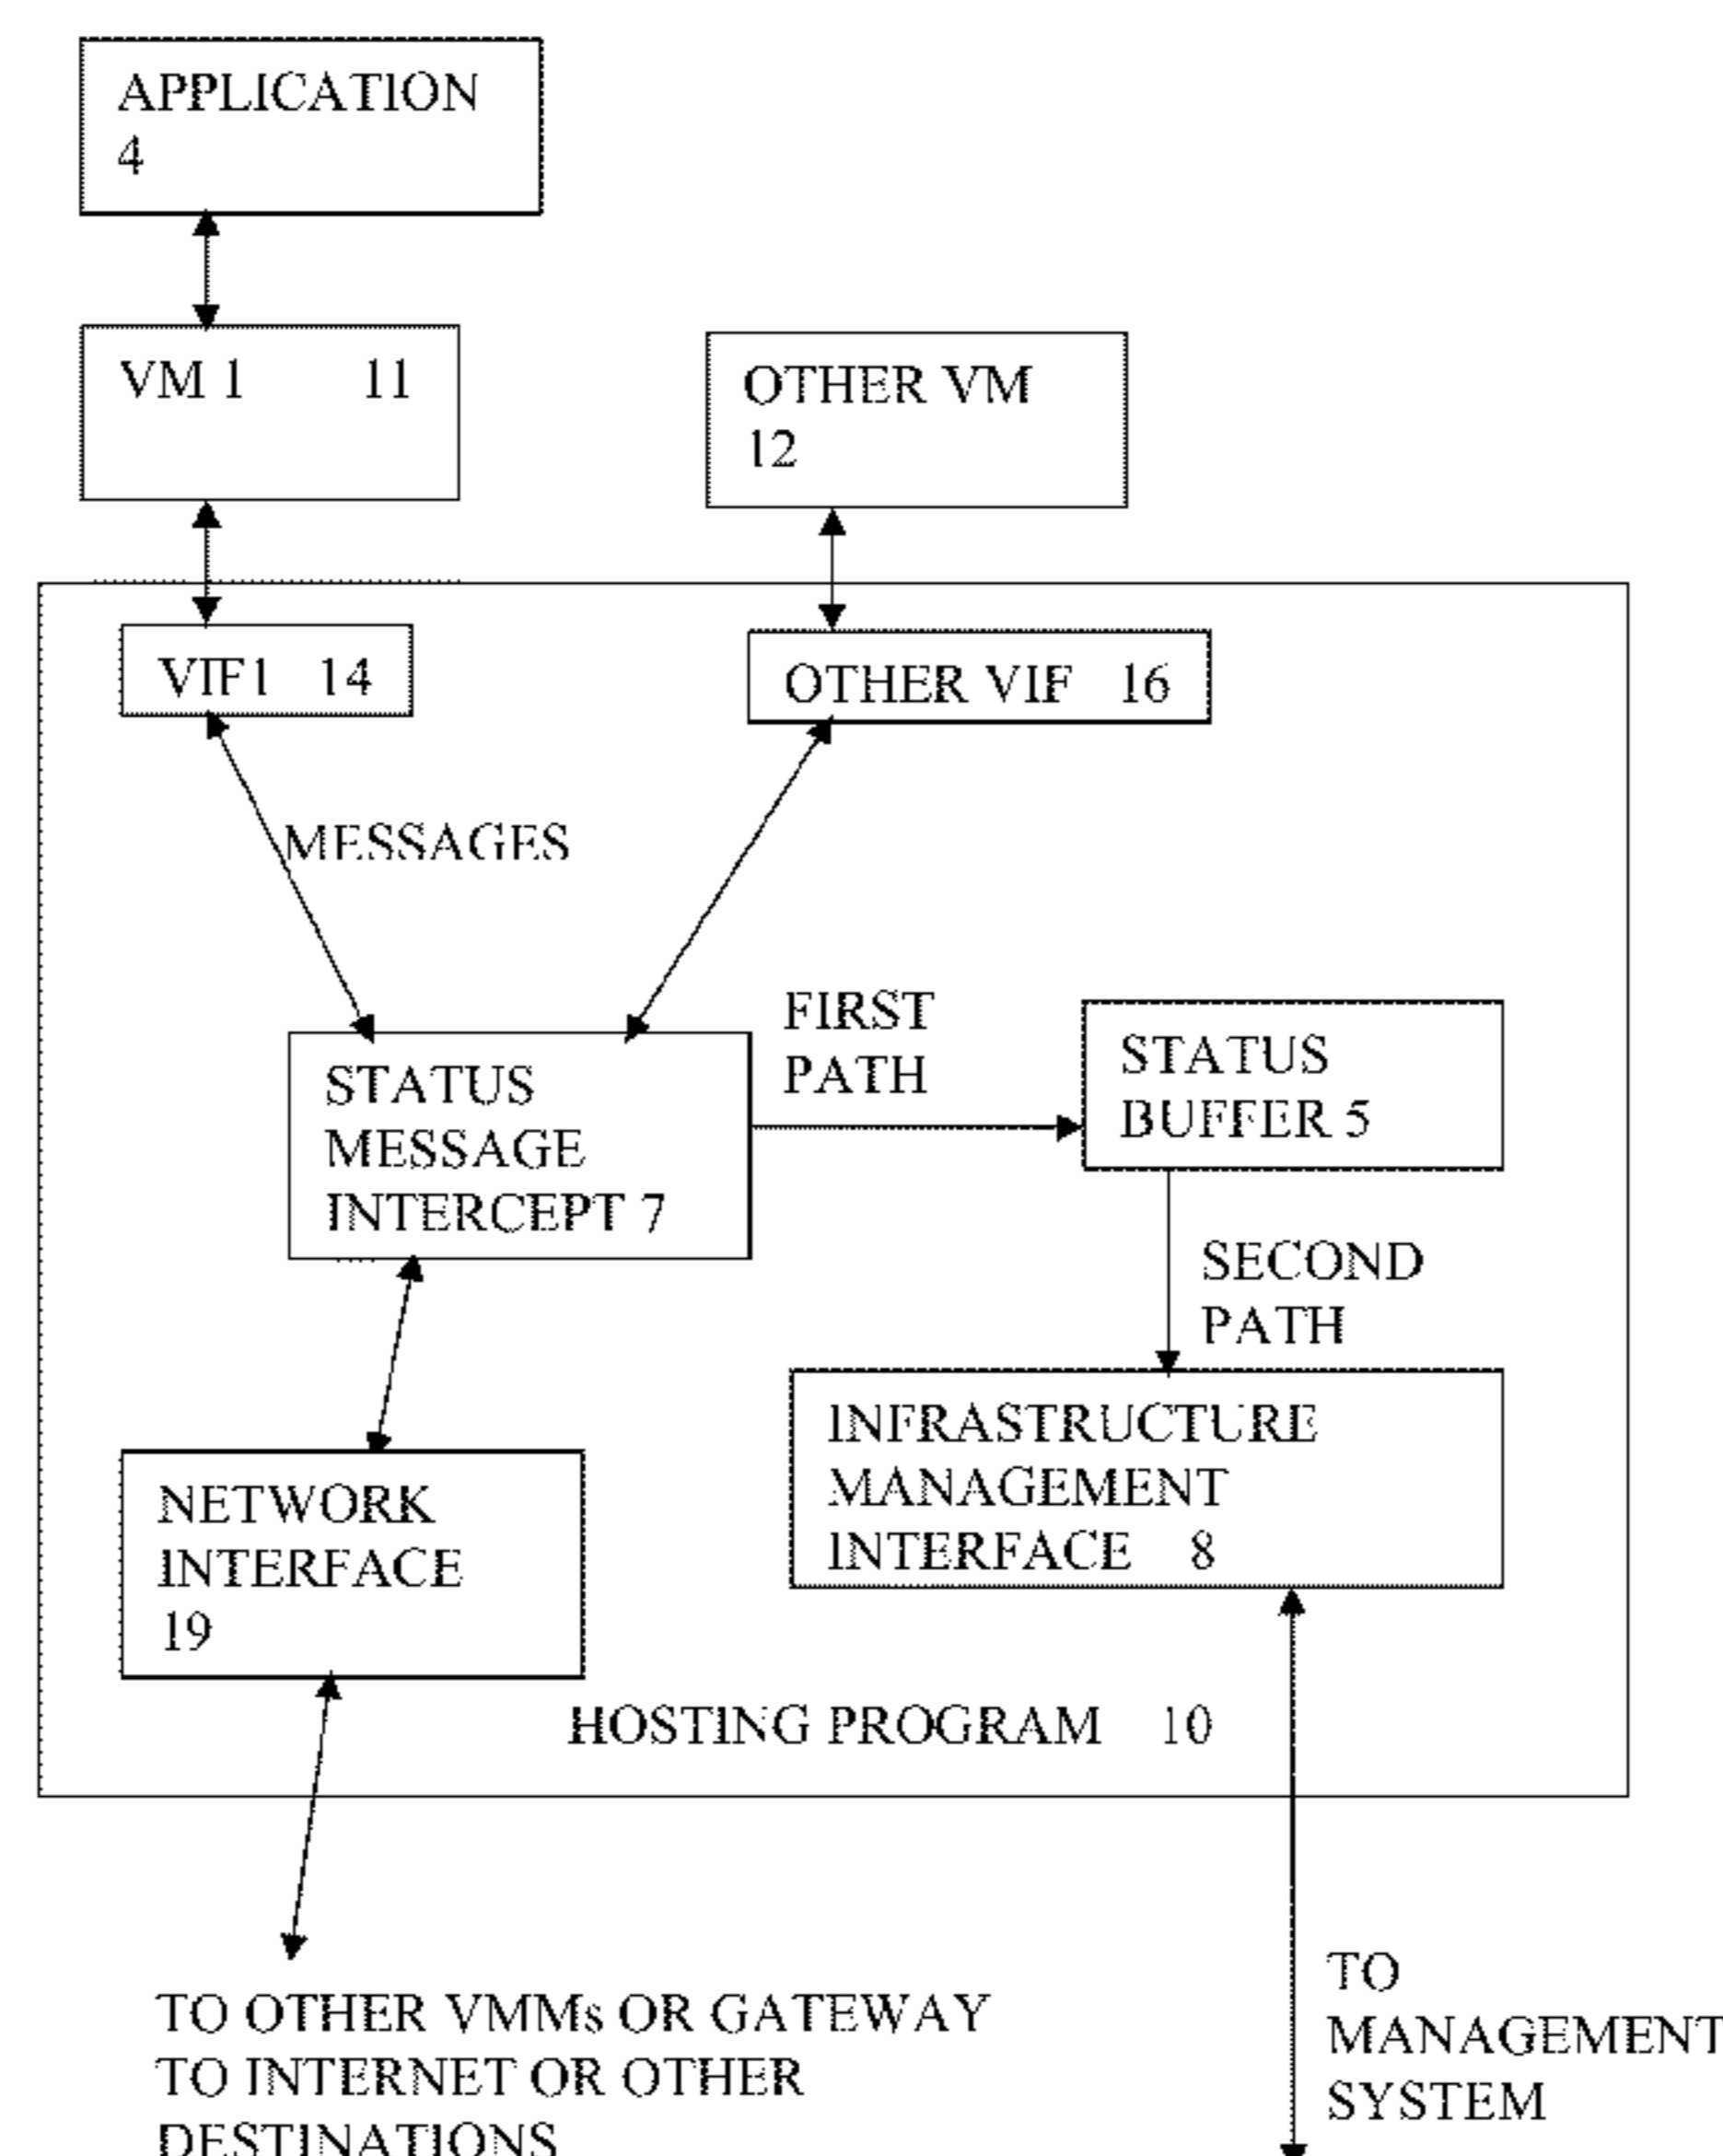 APPLICATION
4
VM 1 11
OTHER VM
12
VIF1 14
OTHER VIF 16
MESSAGES
FIRST
PATH
STATUS
MESSAGE
INTERCEPT 7
STATUS
BUFFER 5
SECOND
PATH
INFRASTRUCTURE
MANAGEMENT
INTERFACE 8
NETWORK
INTERFACE
19
HOSTING PROGRAM 10
TO OTHER VMMs OR GATEWAY
TO INTERNET OR OTHER
DESTINATIONS
TO
MANAGEMENT
SYSTEM